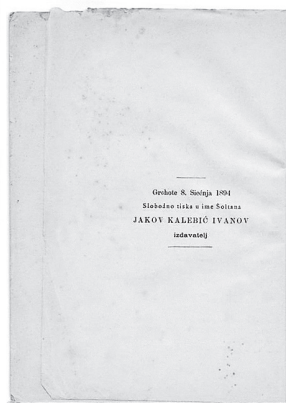 Grohote 8. Siečnja 1894
Slobodno tiska u ime Šoltana
JAKOV KALEBIĆ IVANOV
izdavatelj